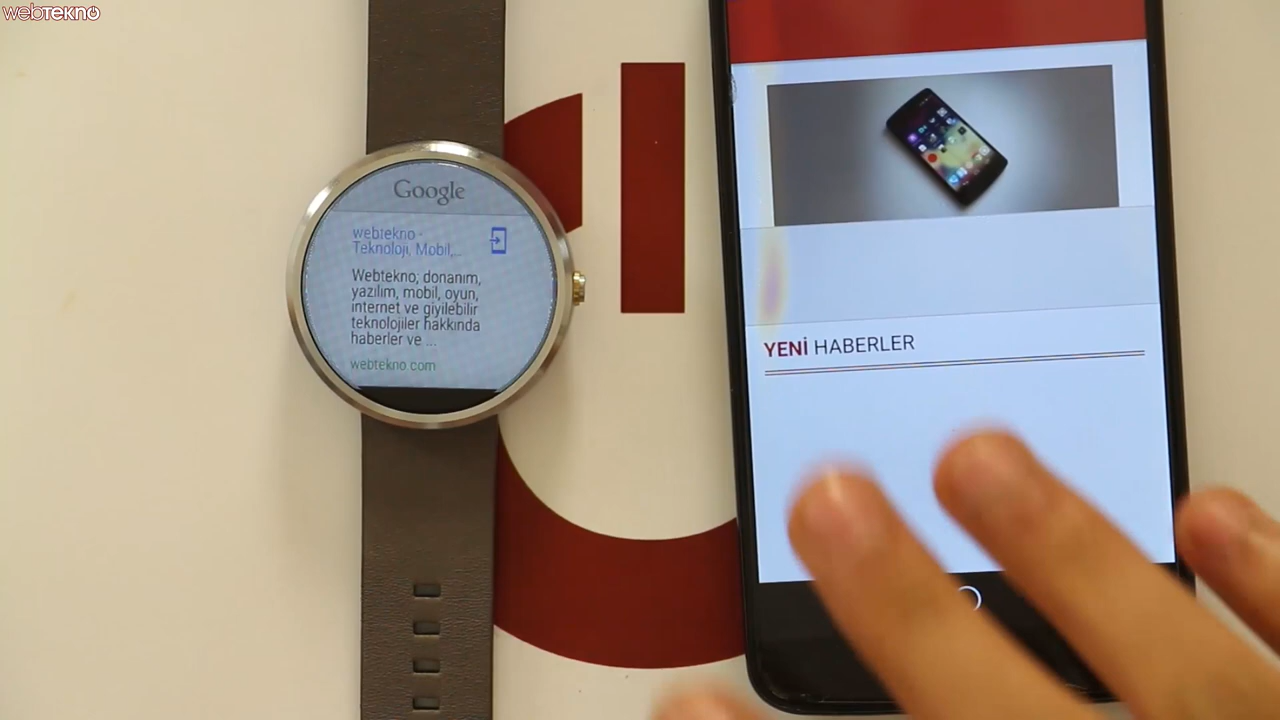 webtekno
Google
webtekno -
Teknoloji, Mobil,...
Webtekno; donanım,
yazılım, mobil, oyun,
internet ve giyilebilir
teknolojiler hakkında
haberler ve ...
webtekno.com
YENİ HABERLER